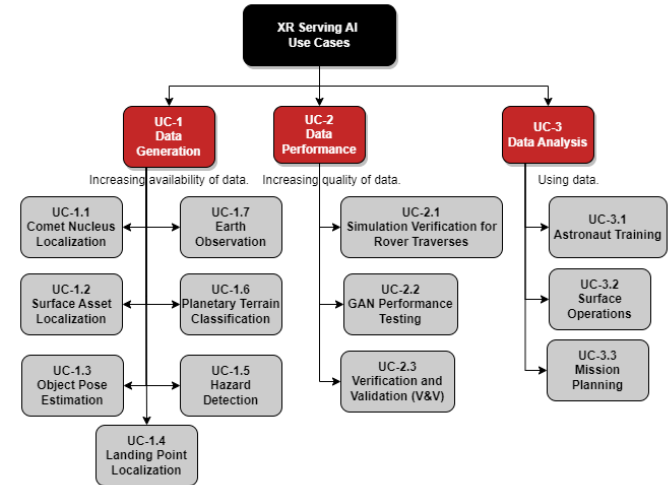 XR Serving AI
Use Cases
UC-1
Data
Generation
UC-2
Data
Performance
UC-3
Data Analysis
Increasing availability of data.
Increasing quality of data.
Using data.
UC-1.1
Comet Nucleus
Localization
UC-1.7
Earth
Observation
UC-2.1
Simulation Verification for
Rover Traverses
UC-3.1
Astronaut Training
UC-1.2
Surface Asset
Localization
UC-1.6
Planetary Terrain
Classification
UC-2.2
GAN Performance
Testing
UC-3.2
Surface
Operations
UC-1.3
Object Pose
Estimation
UC-1.5
Hazard
Detection
UC-2.3
Verification and
Validation (V&V)
UC-3.3
Mission
Planning
UC-1.4
Landing Point
Localization